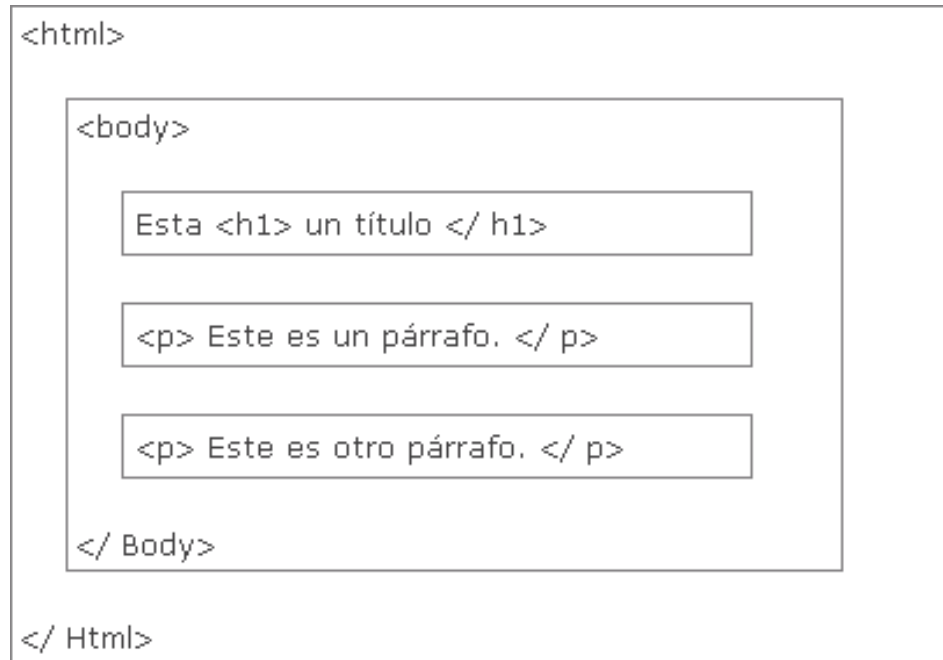 <html>
<body>
Esta <h1> un título </ h1>
<p> Este es un párrafo. </ p>
<p> Este es otro párrafo. </ p>
</ Body>
</ Html>